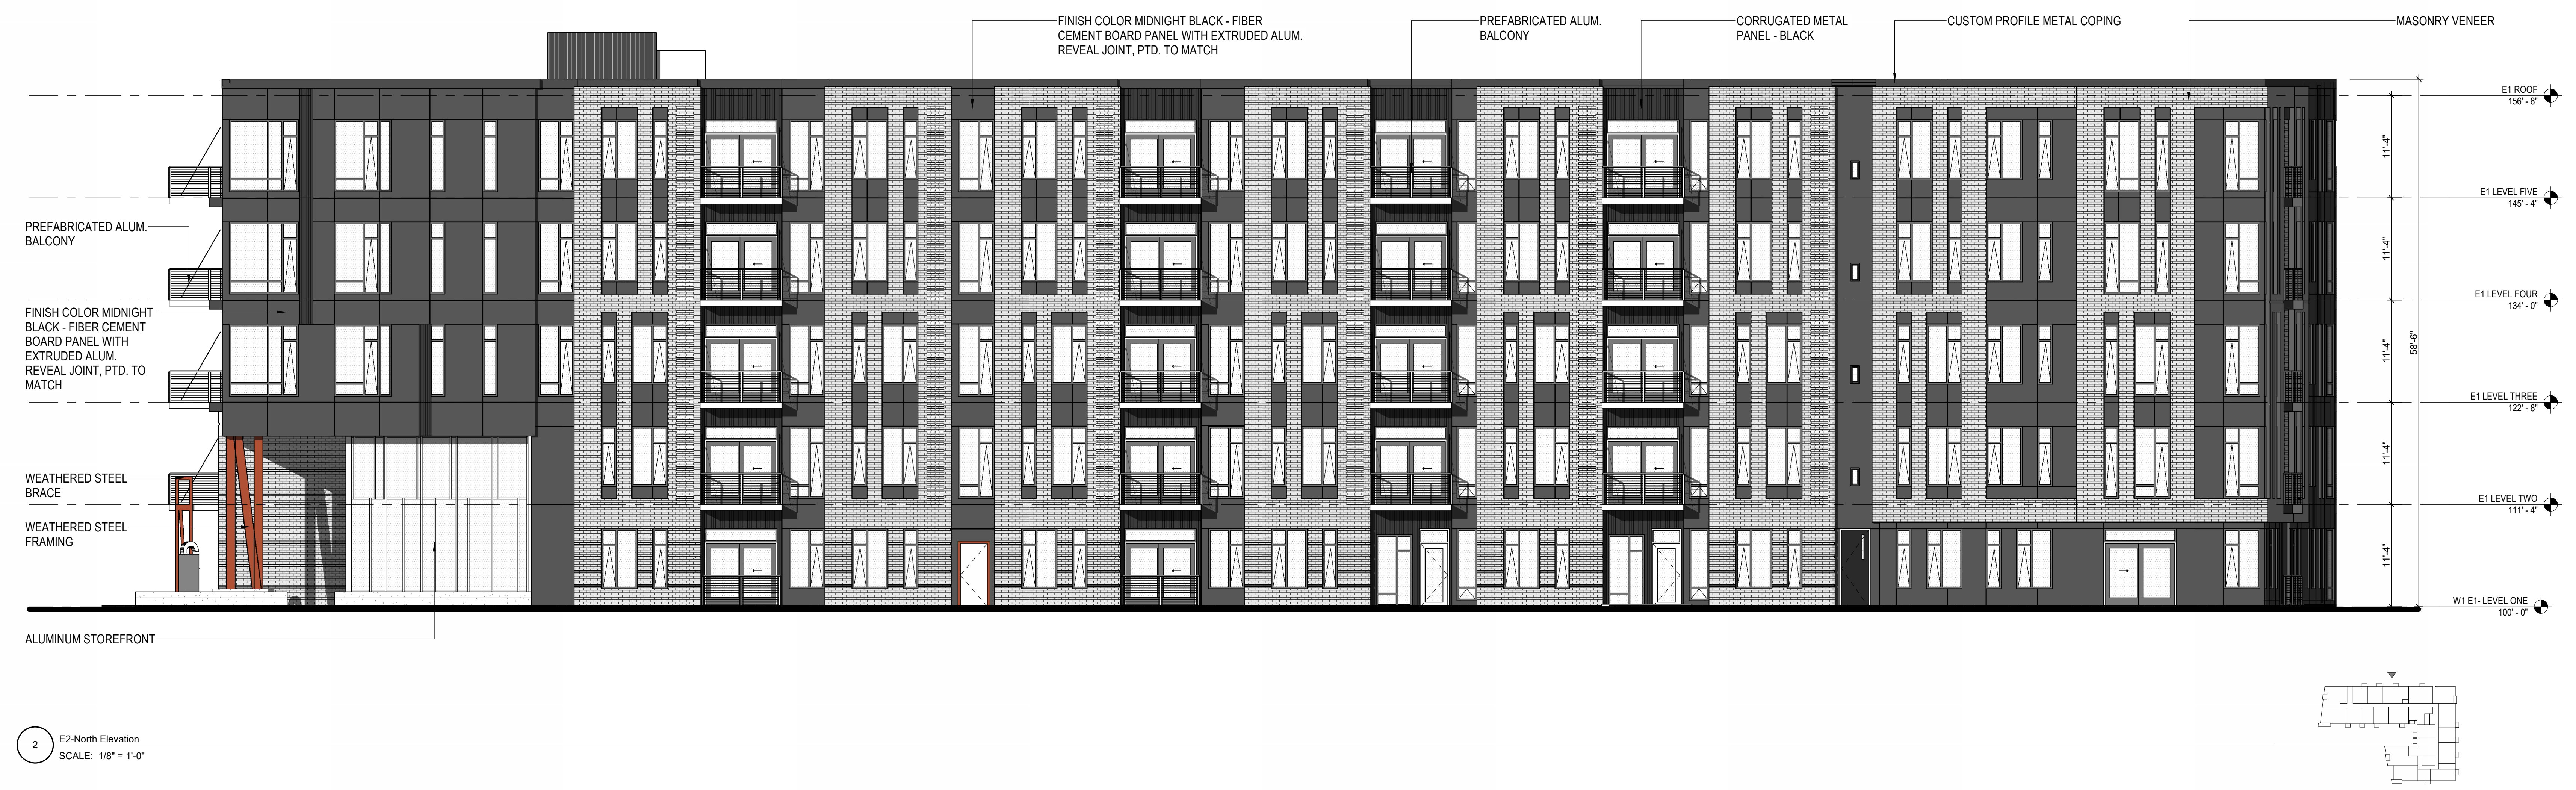 FINISH COLOR MIDNIGHT BLACK - FIBER
CEMENT BOARD PANEL WITH EXTRUDED ALUM.
REVEAL JOINT, PTD. TO MATCH
PREFABRICATED ALUM.
BALCONY
CORRUGATED METAL
PANEL - BLACK
CUSTOM PROFILE METAL COPING
MASONRY VENEER
E1 ROOF
156' - 8"
11'-4"
E1 LEVEL FIVE
145' - 4"
PREFABRICATED ALUM.
BALCONY
11'-4"
E1 LEVEL FOUR
134' - 0"
FINISH COLOR MIDNIGHT
BLACK - FIBER CEMENT
BOARD PANEL WITH
EXTRUDED ALUM.
REVEAL JOINT, PTD. TO
MATCH
11'-4"
58'-6"
E1 LEVEL THREE
122' - 8"
11'-4"
WEATHERED STEEL
BRACE
E1 LEVEL TWO
111' - 4"
WEATHERED STEEL
FRAMING
11'-4"
W1 E1- LEVEL ONE
100' - 0"
ALUMINUM STOREFRONT
2
E2-North Elevation
SCALE: 1/8" = 1'-0"